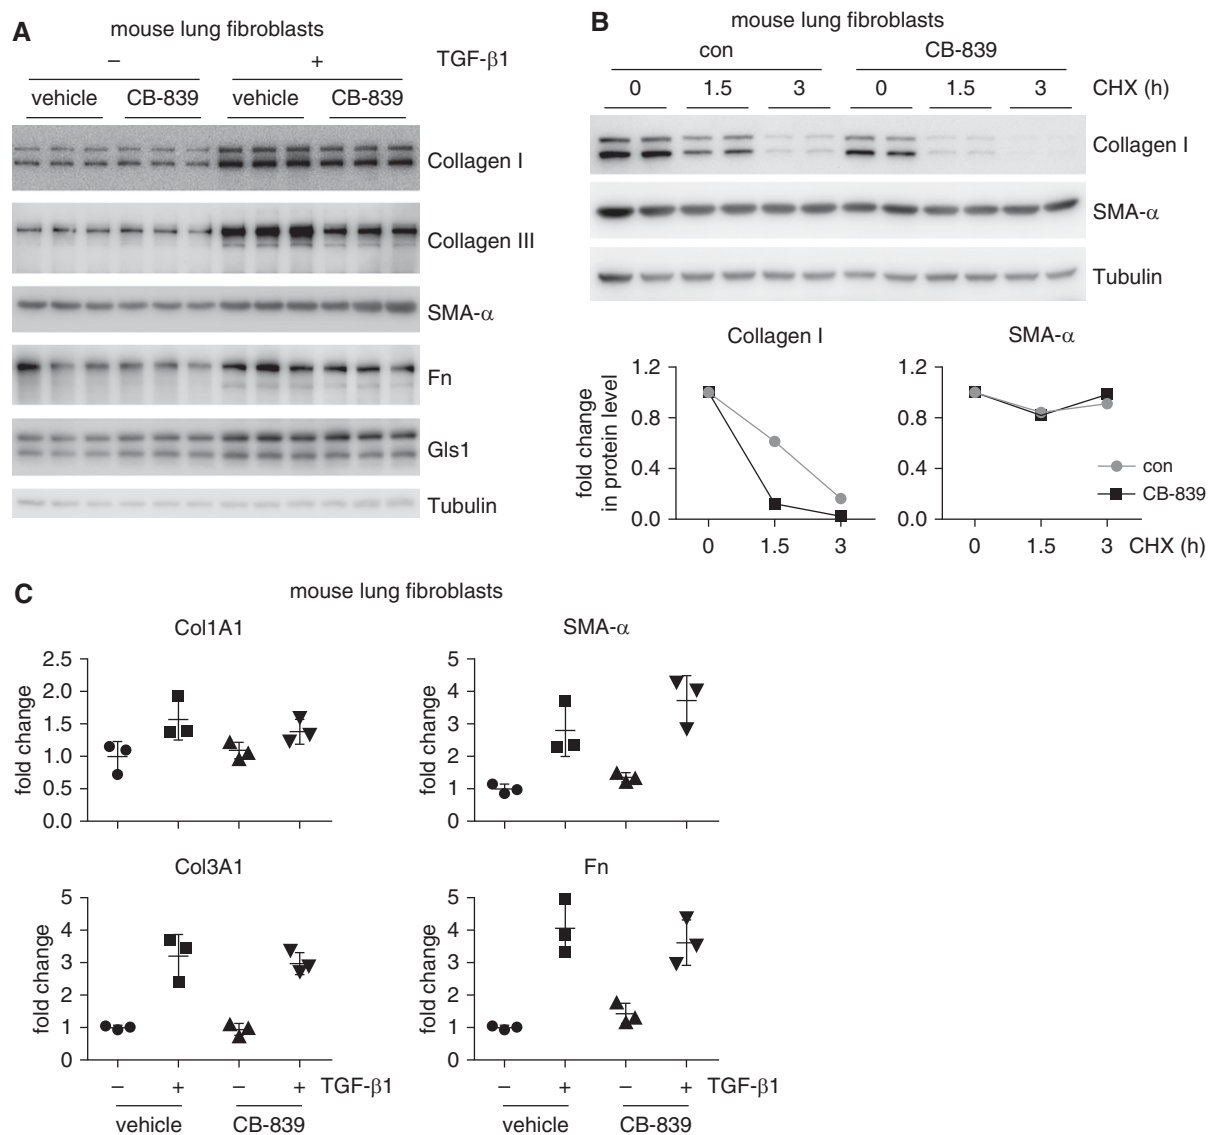 A
mouse lung fibroblasts
– + TGF-β1
vehicle CB-839 vehicle CB-839
Collagen I
Collagen III
SMA-α
Fn
Gls1
Tubulin
B
mouse lung fibroblasts
con CB-839
0 1.5 3 0 1.5 3 CHX (h)
Collagen I
SMA-α
Tubulin
Collagen I
fold change
in protein level
1.2
0.8
0.4
0.0
0 1.5 3
SMA-α
1.2
0.8
0.4
0.0
0 1.5 3 CHX (h)
con
CB-839
C
mouse lung fibroblasts
Col1A1
fold change
2.5
2.0
1.5
1.0
0.5
0.0
SMA-α
fold change
5
4
3
2
1
0
Col3A1
fold change
5
4
3
2
1
0
– + – + TGF-β1
vehicle CB-839
Fn
fold change
5
4
3
2
1
0
– + – + TGF-β1
vehicle CB-839